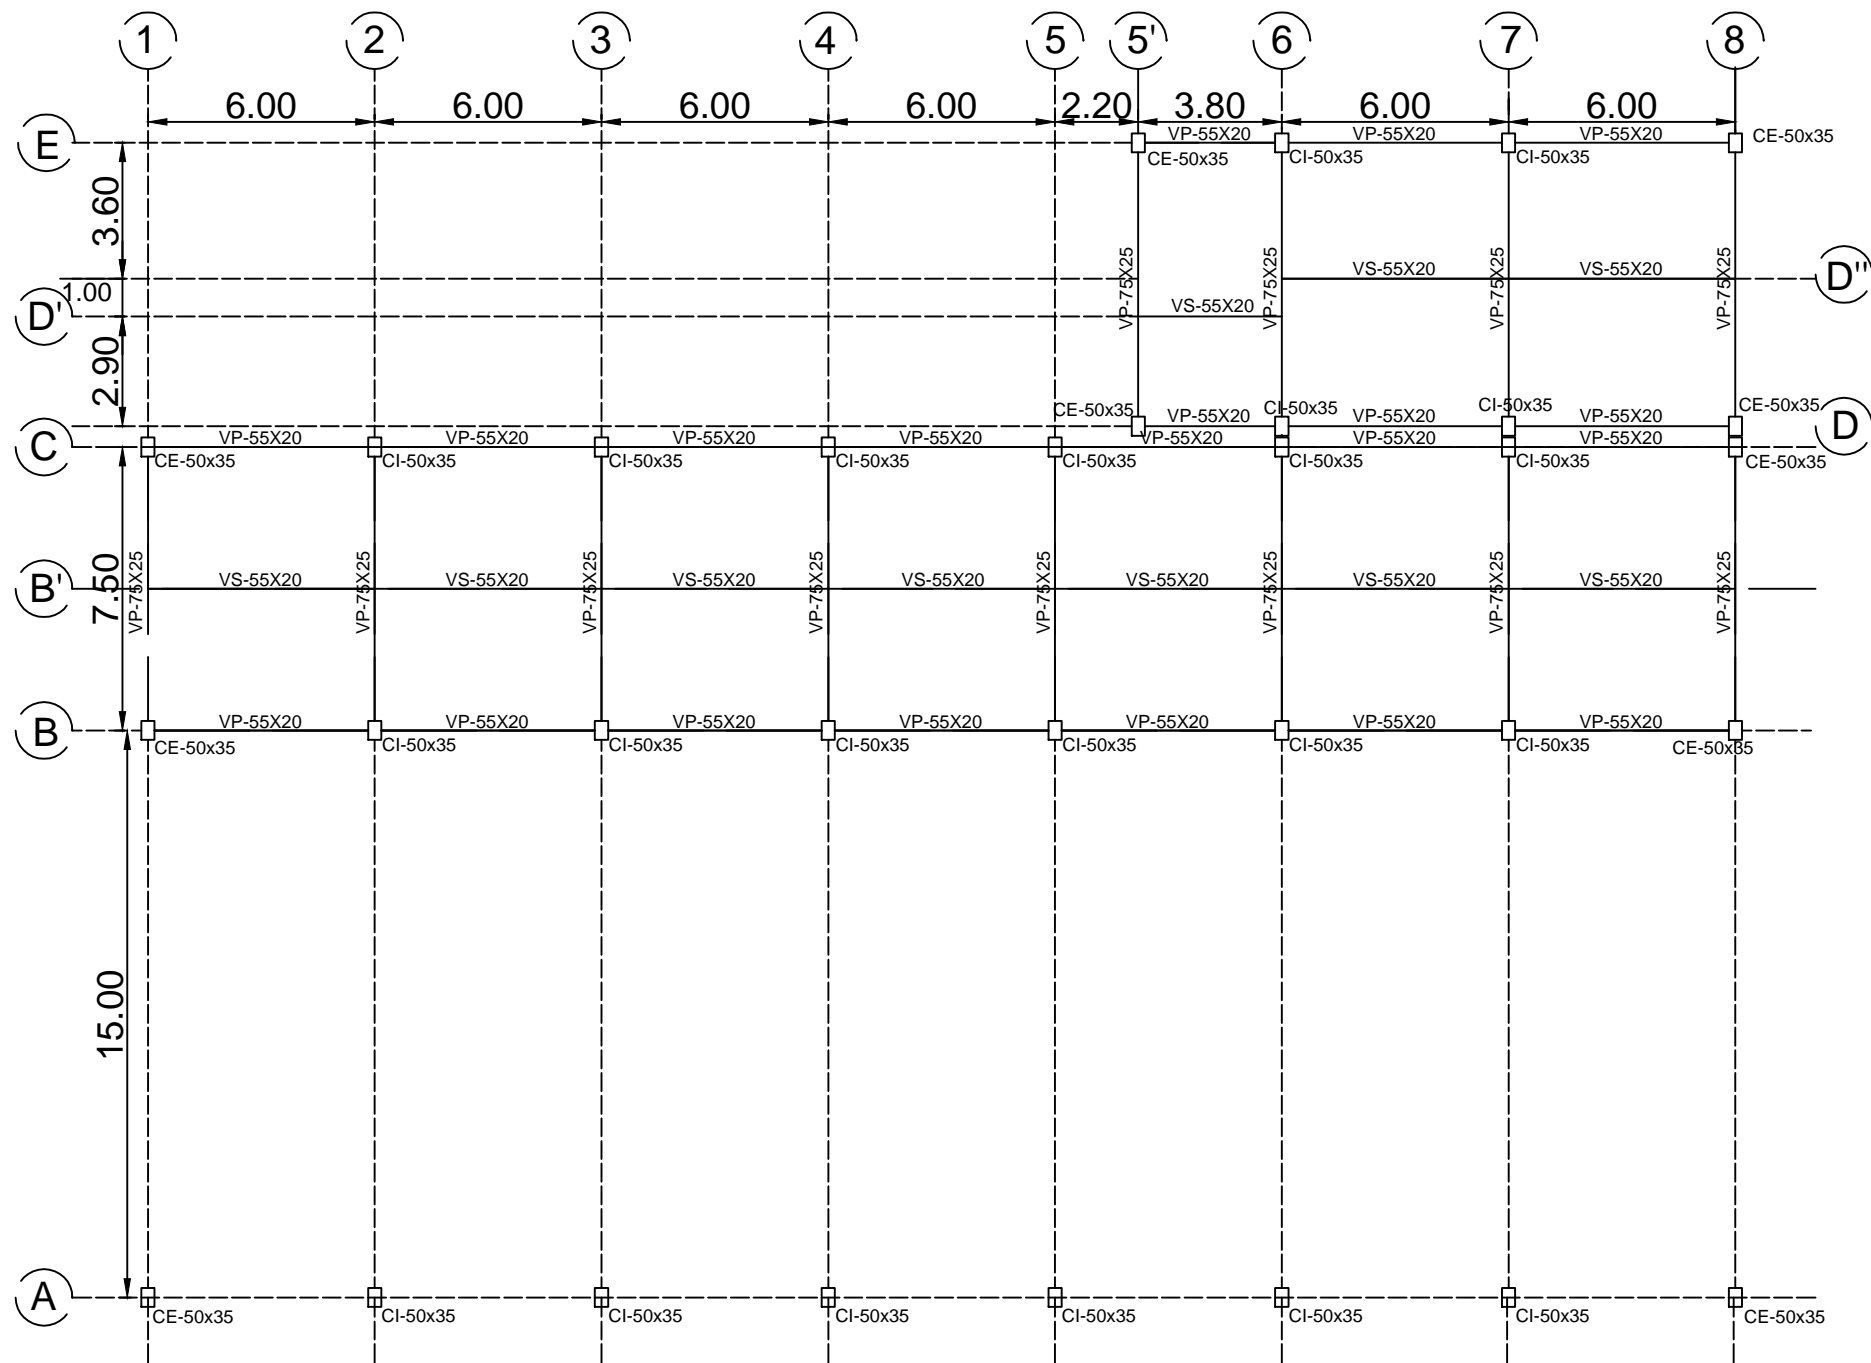 1 2 3 4 5 5' 6 7 8
6.00 6.00 6.00 6.00 2.20 3.80 6.00 6.00
E VP-55X20 VP-55X20 VP-55X20 CE-50x35
CE-50x35 CI-50x35 CI-50x35
3.60
VP-75X25 VP-75X25 VP-75X25 VP-75X25
VS-55X20 VS-55X20 D"
1.00
D' VS-55X20
2.90
CE-50x35 CI-50x35 CI-50x35 CE-50x35
VP-55X20 VP-55X20 VP-55X20 D
C VP-55X20 VP-55X20 VP-55X20 VP-55X20 VP-55X20 VP-55X20 VP-55X20
CE-50x35 CI-50x35 CI-50x35 CI-50x35 CI-50x35 CI-50x35 CI-50x35 CE-50x35
7.50
VP-75X25 VP-75X25 VP-75X25 VP-75X25 VP-75X25 VP-75X25 VP-75X25 VP-75X25
B' VS-55X20 VS-55X20 VS-55X20 VS-55X20 VS-55X20 VS-55X20 VS-55X20
B VP-55X20 VP-55X20 VP-55X20 VP-55X20 VP-55X20 VP-55X20 VP-55X20
CE-50x35 CI-50x35 CI-50x35 CI-50x35 CI-50x35 CI-50x35 CI-50x35 CE-50x35
15.00
A
CE-50x35 CI-50x35 CI-50x35 CI-50x35 CI-50x35 CI-50x35 CI-50x35 CE-50x35